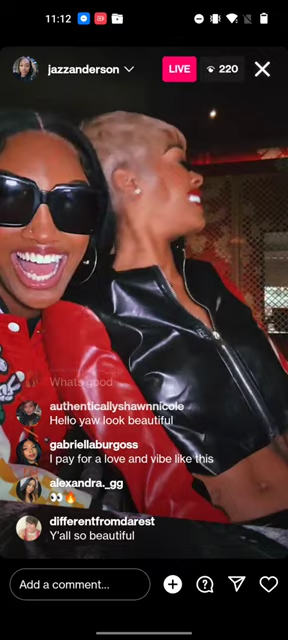 11:12
jazzanderson
LIVE
220
Whats good
authenticallyshawnnicole
Hello yaw look beautiful
gabriellaburgoss
I pay for a love and vibe like this
alexandra._gg
👀🔥
differentfromdarest
Y'all so beautiful
Add a comment...